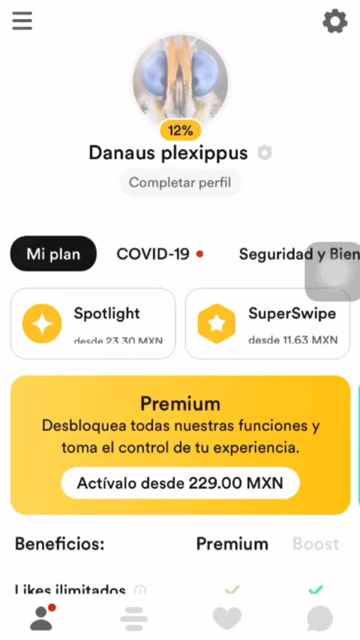 12%
Danaus plexippus
Completar perfil
Mi plan COVID-19 Seguridad y Bien
Spotlight SuperSwipe
desde 23.30 MXN desde 11.63 MXN
Premium
Desbloquea todas nuestras funciones y
toma el control de tu experiencia.
Actívalo desde 229.00 MXN
Beneficios: Premium Boost
Likes ilimitados